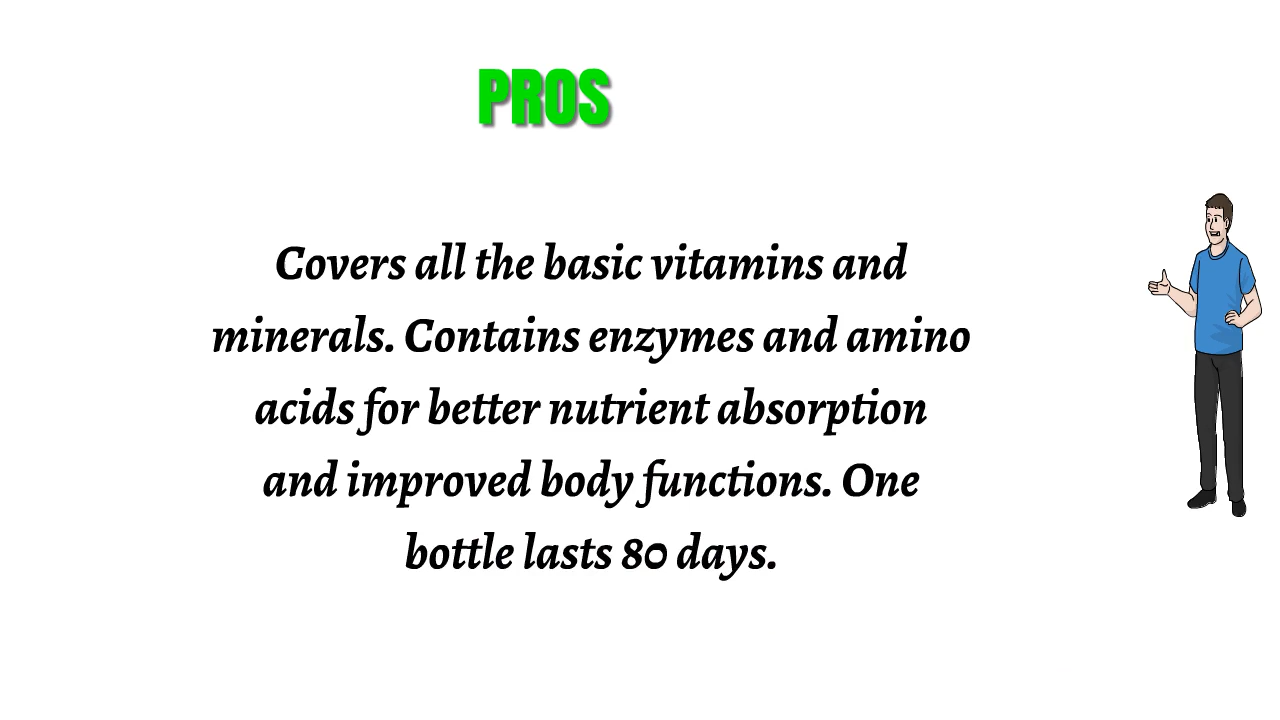 PROS
Covers all the basic vitamins and
minerals. Contains enzymes and amino
acids for better nutrient absorption
and improved body functions. One
bottle lasts 80 days.